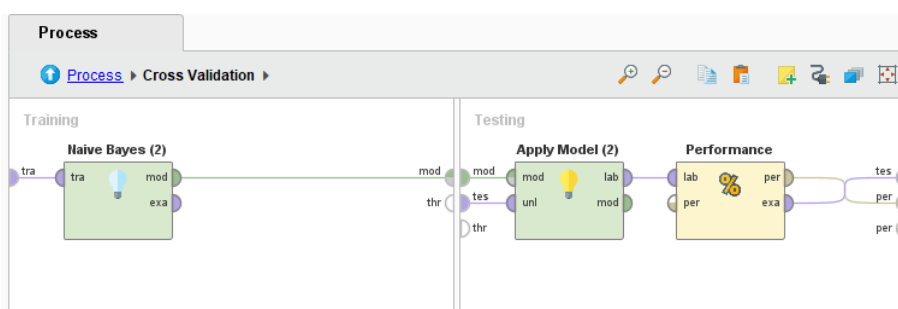 Process
Process ▸ Cross Validation ▸
Training
Testing
Naive Bayes (2)
Apply Model (2)
Performance
tra
tra
mod
exa
mod
thr
mod
tes
thr
mod
unl
lab
mod
lab
per
%
per
exa
tes
per
per